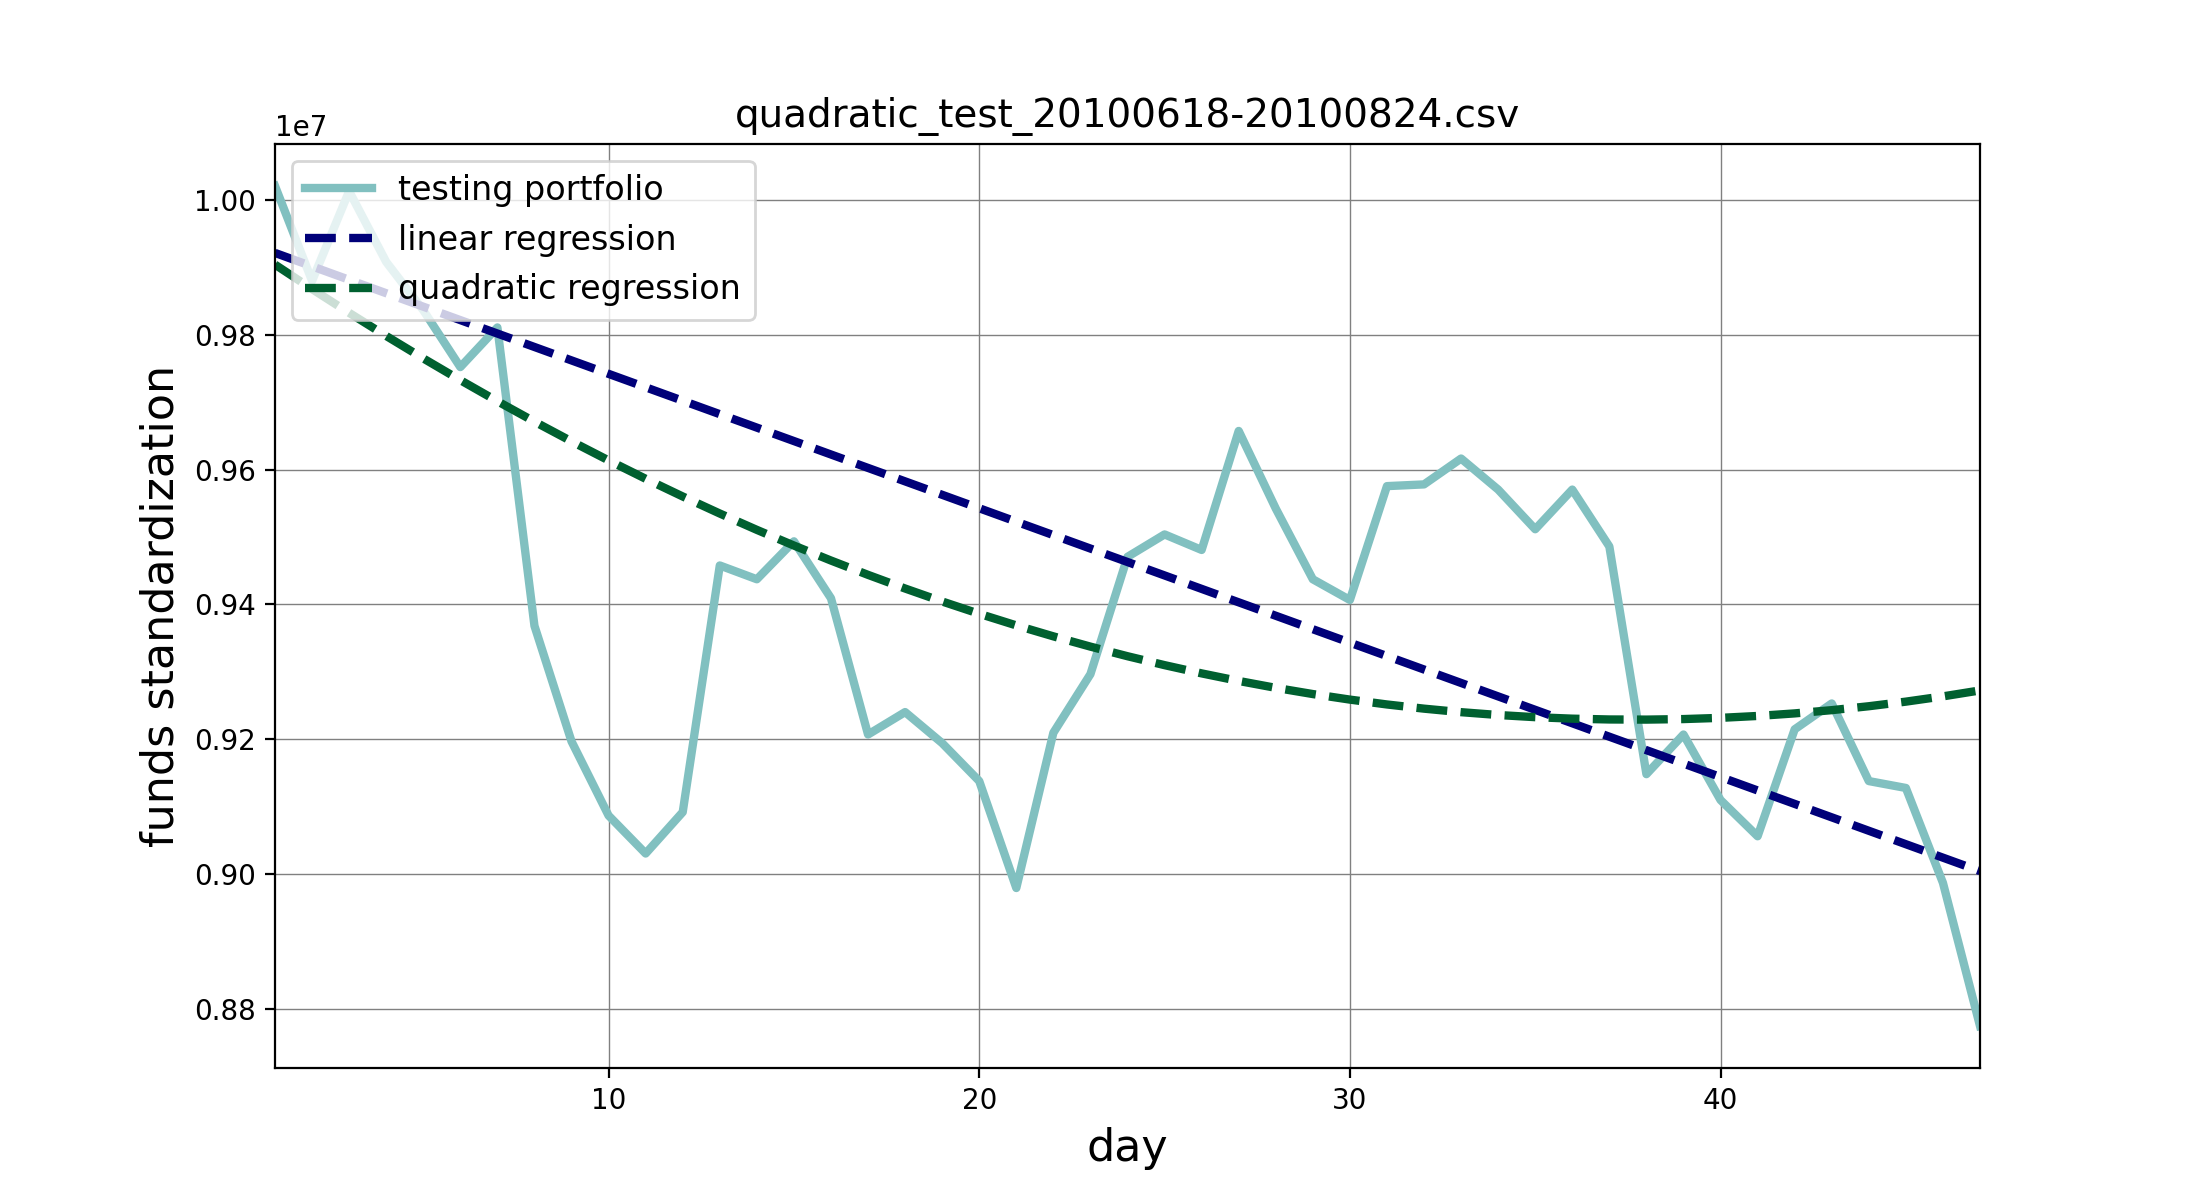 quadratic_test_20100618-20100824.csv
1e7
testing portfolio
linear regression
quadratic regression
1.00
0.98
0.96
0.94
0.92
0.90
0.88
funds standardization
10 20 30 40
day